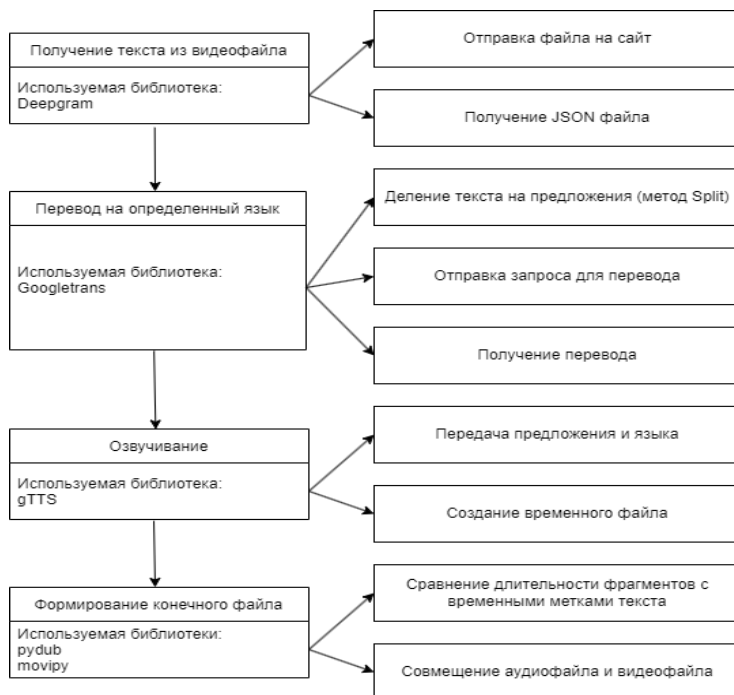 Получение текста из видеофайла
Используемая библиотека:
Deepgram
Отправка файла на сайт
Получение JSON файла
Перевод на определенный язык
Используемая библиотека:
Googletrans
Деление текста на предложения (метод Split)
Отправка запроса для перевода
Получение перевода
Озвучивание
Используемая библиотека:
gTTS
Передача предложения и языка
Создание временного файла
Формирование конечного файла
Используемая библиотеки:
pydub
movipy
Сравнение длительности фрагментов с
временными метками текста
Совмещение аудиофайла и видеофайла